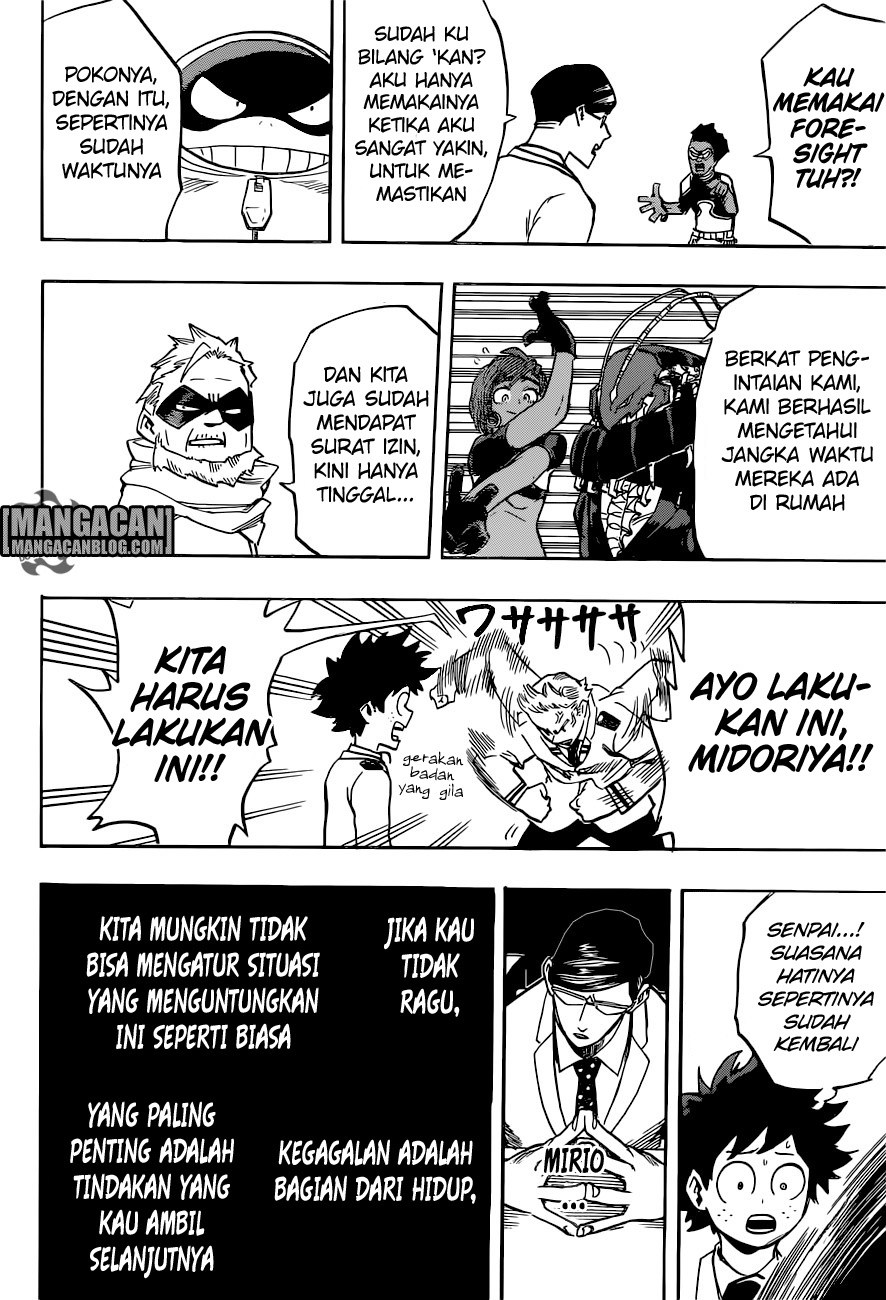 KAU
MEMAKAI
FORE-
SIGHT
TUH?!
SUDAH KU
BILANG 'KAN?
AKU HANYA
MEMAKAINYA
KETIKA AKU
SANGAT YAKIN,
UNTUK ME-
MASTIKAN
POKONYA,
DENGAN ITU,
SEPERTINYA
SUDAH
WAKTUNYA
BERKAT PENG-
INTAIAN KAMI,
KAMI BERHASIL
MENGETAHUI
JANGKA WAKTU
MEREKA ADA
DI RUMAH
DAN KITA
JUGA SUDAH
MENDAPAT
SURAT IZIN,
KINI HANYA
TINGGAL...
MANGACAN
MANGACANBLOG.COM
AYO LAKU-
KAN INI,
MIDORIYA!!
ワサササササ
gerakan
badan
yang gila
KITA
HARUS
LAKUKAN
INI!!
SENPAI...!
SUASANA
HATINYA
SEPERTINYA
SUDAH
KEMBALI
MIRIO
...
JIKA KAU
TIDAK
RAGU,
KITA MUNGKIN TIDAK
BISA MENGATUR SITUASI
YANG MENGUNTUNGKAN
INI SEPERTI BIASA
KEGAGALAN ADALAH
BAGIAN DARI HIDUP,
YANG PALING
PENTING ADALAH
TINDAKAN YANG
KAU AMBIL
SELANJUTNYA